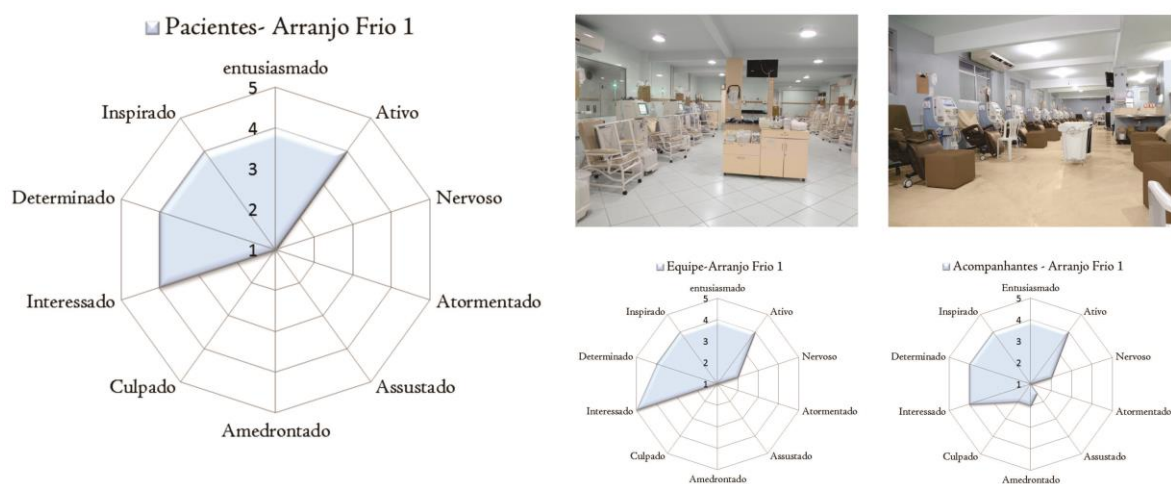 Pacientes- Arranjo Frio 1
entusiasmado
5
Inspirado
Ativo
4
3
Determinado
Nervoso
2
1
Interessado
Atormentado
Culpado
Assustado
Amedrontado
Equipe-Arranjo Frio 1
entusiasmado
5
Inspirado
Ativo
4
3
Determinado
Nervoso
2
1
Interessado
Atormentado
Culpado
Assustado
Amedrontado
Acompanhantes - Arranjo Frio 1
Entusiasmado
5
Inspirado
Ativo
4
3
Determinado
Nervoso
2
1
Interessado
Atormentado
Culpado
Assustado
Amedrontado